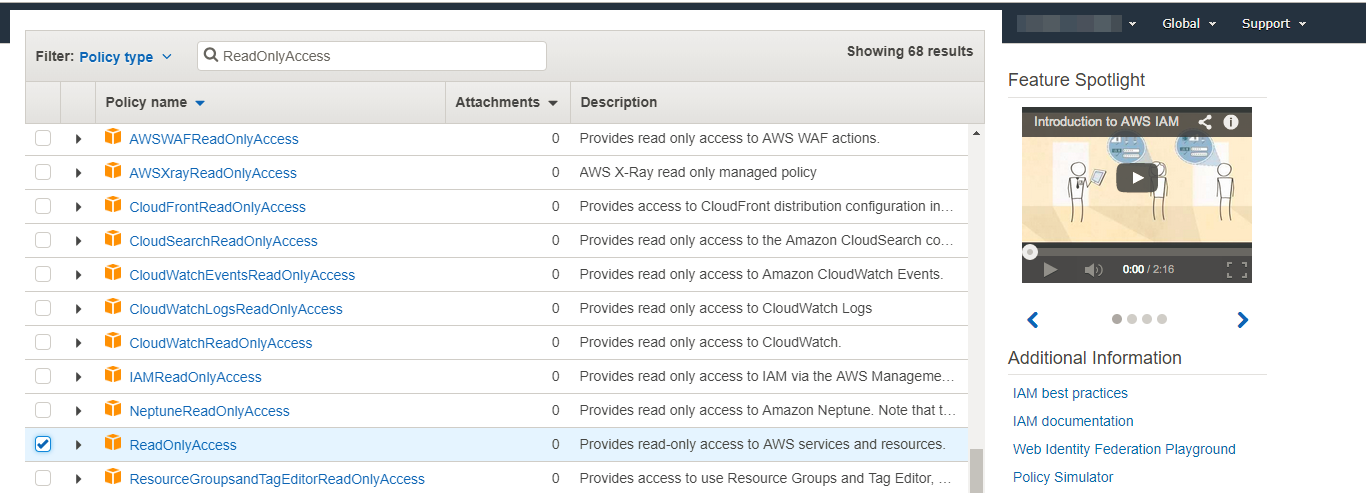 Global
Support
Filter: Policy type
ReadOnlyAccess
Showing 68 results
Policy name
Attachments
Description
AWSWAFReadOnlyAccess 0 Provides read only access to AWS WAF actions.
AWSXrayReadOnlyAccess 0 AWS X-Ray read only managed policy
CloudFrontReadOnlyAccess 0 Provides access to CloudFront distribution configuration in…
CloudSearchReadOnlyAccess 0 Provides read only access to the Amazon CloudSearch co…
CloudWatchEventsReadOnlyAccess 0 Provides read only access to Amazon CloudWatch Events.
CloudWatchLogsReadOnlyAccess 0 Provides read only access to CloudWatch Logs
CloudWatchReadOnlyAccess 0 Provides read only access to CloudWatch.
IAMReadOnlyAccess 0 Provides read only access to IAM via the AWS Manageme…
NeptuneReadOnlyAccess 0 Provides read only access to Amazon Neptune. Note that t…
ReadOnlyAccess 0 Provides read-only access to AWS services and resources.
ResourceGroupsandTagEditorReadOnlyAccess 0 Provides access to use Resource Groups and Tag Editor, …
Feature Spotlight
Introduction to AWS IAM
0:00 / 2:16
Additional Information
IAM best practices
IAM documentation
Web Identity Federation Playground
Policy Simulator